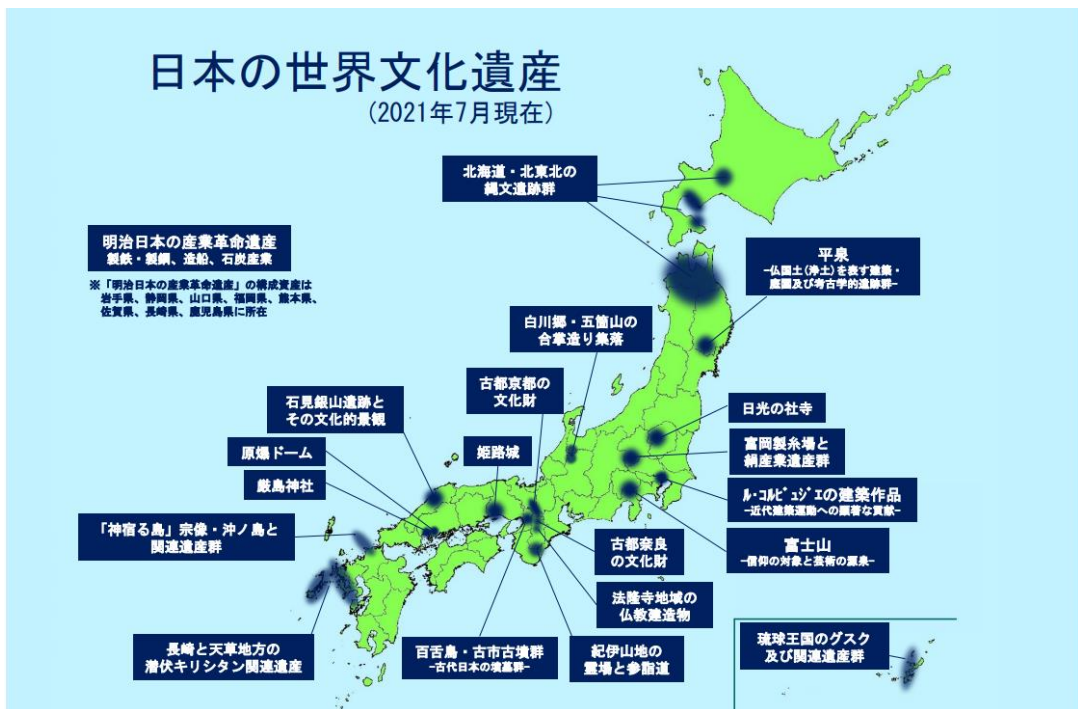 日本の世界文化遺産
(2021年7月現在)
北海道・北東北の
縄文遺跡群
明治日本の産業革命遺産
製鉄・製鋼、造船、石炭産業
※「明治日本の産業革命遺産」の構成資産は
岩手県、静岡県、山口県、福岡県、熊本県、
佐賀県、長崎県、鹿児島県に所在
平泉
-仏国土(浄土)を表す建築・
庭園及び考古学的遺跡群-
白川郷・五箇山の
合掌造り集落
古都京都の
文化財
石見銀山遺跡と
その文化的景観
日光の社寺
原爆ドーム
姫路城
富岡製糸場と
絹産業遺産群
厳島神社
ル・コルビュジエの建築作品
-近代建築運動への顕著な貢献-
「神宿る島」宗像・沖ノ島と
関連遺産群
古都奈良
の文化財
富士山
-信仰の対象と芸術の源泉-
法隆寺地域の
仏教建造物
長崎と天草地方の
潜伏キリシタン関連遺産
百舌鳥・古市古墳群
-古代日本の墳墓群-
紀伊山地の
霊場と参詣道
琉球王国のグスク
及び関連遺産群